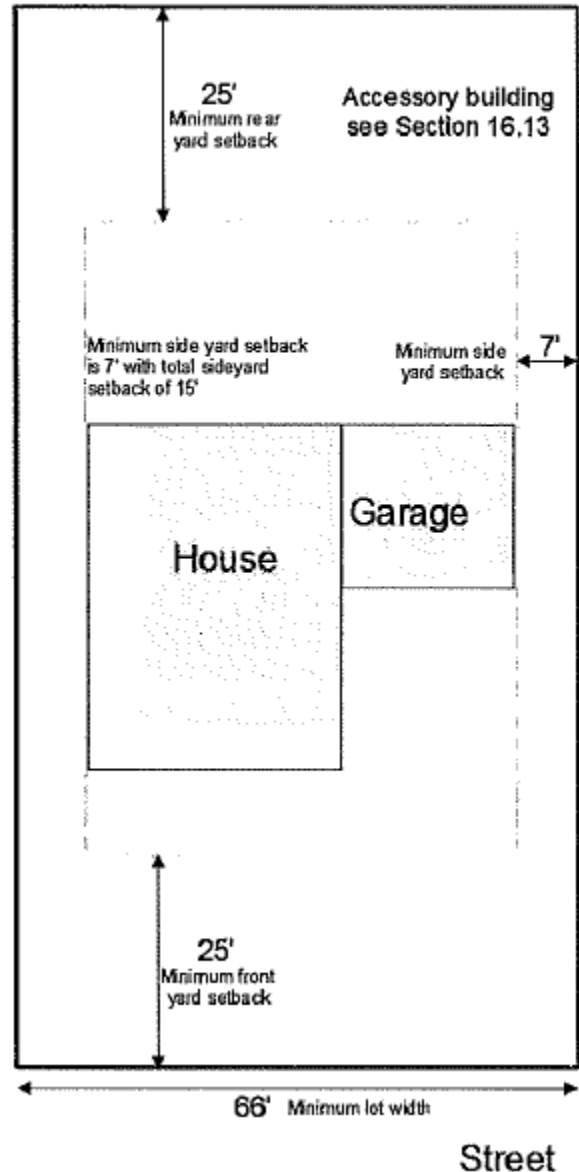 25'
Minimum rear
yard setback
Accessory building
see Section 16.13
Minimum side yard setback
is 7' with total sideyard
setback of 15'
Minimum side
yard setback
7'
Garage
House
25'
Minimum front
yard setback
66' Minimum lot width
Street